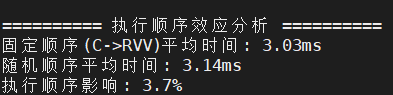 ========== 执行顺序效应分析 ==========
固定顺序(C->RVV)平均时间: 3.03ms
随机顺序平均时间: 3.14ms
执行顺序影响: 3.7%